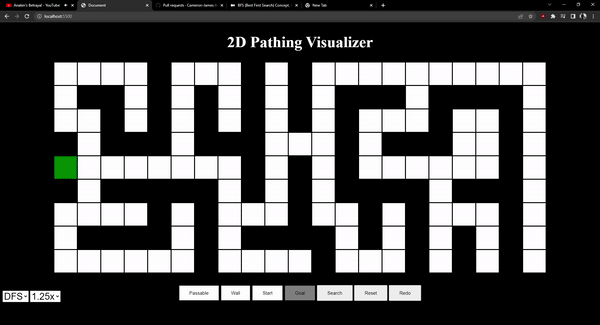 Anakin's Betrayal - YouTube
Document
Pull requests · Cameron-James-
BFS (Best First Search) Concept
New Tab
localhost:5500
2D Pathing Visualizer
DFS 1.25x
Passable Wall Start Goal Search Reset Redo